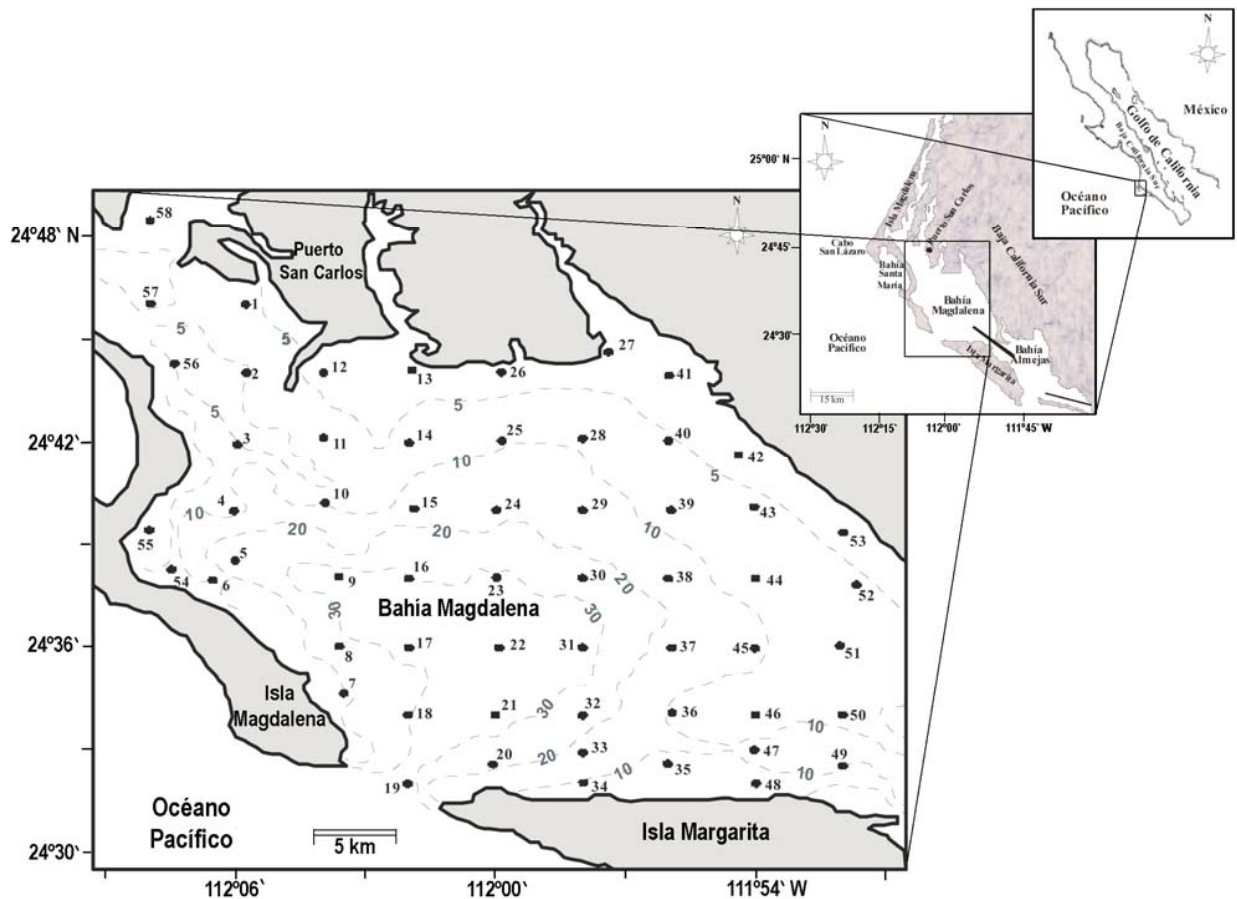 N
México
Golfo de California
Baja California Sur
Océano
Pacífico
N
25°00' N
24°45'
24°30'
Isla Magdalena
Puerto San Carlos
Cabo
San Lázaro
Bahía
Santa
María
Baja California Sur
Bahía
Magdalena
Océano
Pacífico
Bahía
Almejas
Isla Margarita
15 km
112°30' 112°15' 112°00' 111°45'
N
24°48' N
58
Puerto
San Carlos
57
1
5
5
27
56
2
12
13
26
41
5
5
24°42'
3
11
14
25
28
40
42
10
5
4
10
15
24
29
39
43
10
20
20
10
53
55
5
54
6
9
16
23
30
38
44
52
20
Bahía Magdalena
30
30
24°36'
8
17
22
31
37
45
51
7
Isla
Magdalena
18
21
30
32
36
46
50
10
20
20
33
47
49
19
34
10
35
48
10
Océano
Pacífico
5 km
Isla Margarita
24°30'
112°06' 112°00' 111°54' W